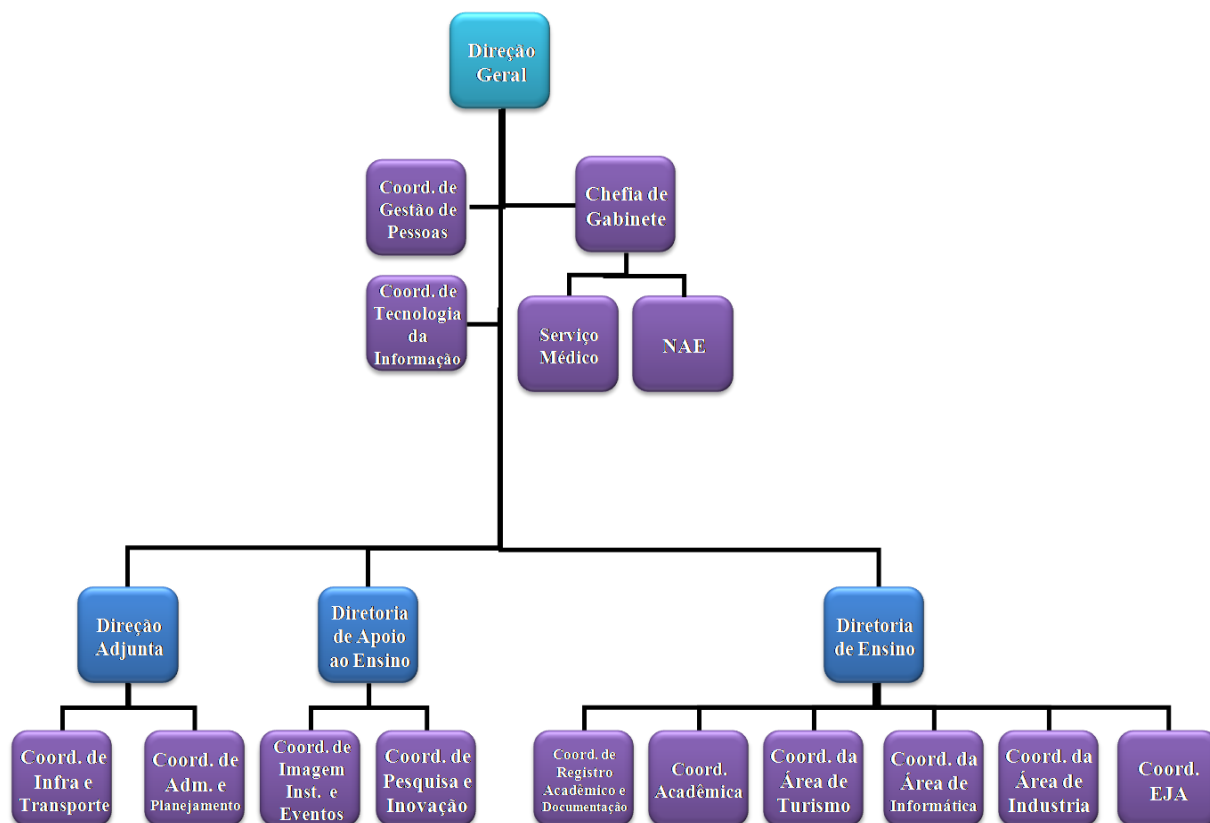 Direção
Geral
Coord. de
Gestão de
Pessoas
Chefia de
Gabinete
Coord. de
Tecnologia
da
Informação
Serviço
Médico
NAE
Direção
Adjunta
Diretoria
de Apoio
ao Ensino
Diretoria
de Ensino
Coord. de
Infra e
Transporte
Coord. de
Adm. e
Planejamento
Coord. de
Imagem
Inst. e
Eventos
Coord. de
Pesquisa e
Inovação
Coord. de
Registro
Acadêmico e
Documentação
Coord.
Acadêmica
Coord. da
Área de
Turismo
Coord. da
Área de
Informática
Coord. da
Área de
Industria
Coord.
EJA